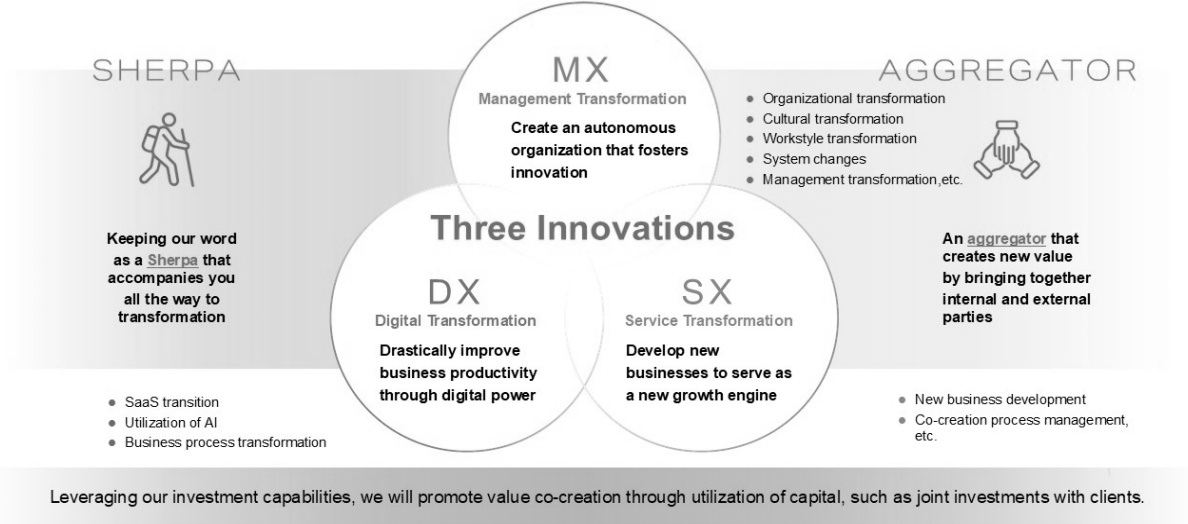 SHERPA
Keeping our word
as a Sherpa that
accompanies you
all the way to
transformation
MX
Management Transformation
Create an autonomous
organization that fosters
innovation
AGGREGATOR
● Organizational transformation
● Cultural transformation
● Workstyle transformation
● System changes
● Management transformation,etc.
An aggregator that
creates new value
by bringing together
internal and external
parties
Three Innovations
DX
Digital Transformation
Drastically improve
business productivity
through digital power
SX
Service Transformation
Develop new
businesses to serve as
a new growth engine
● SaaS transition
● Utilization of AI
● Business process transformation
● New business development
● Co-creation process management,
etc.
Leveraging our investment capabilities, we will promote value co-creation through utilization of capital, such as joint investments with clients.